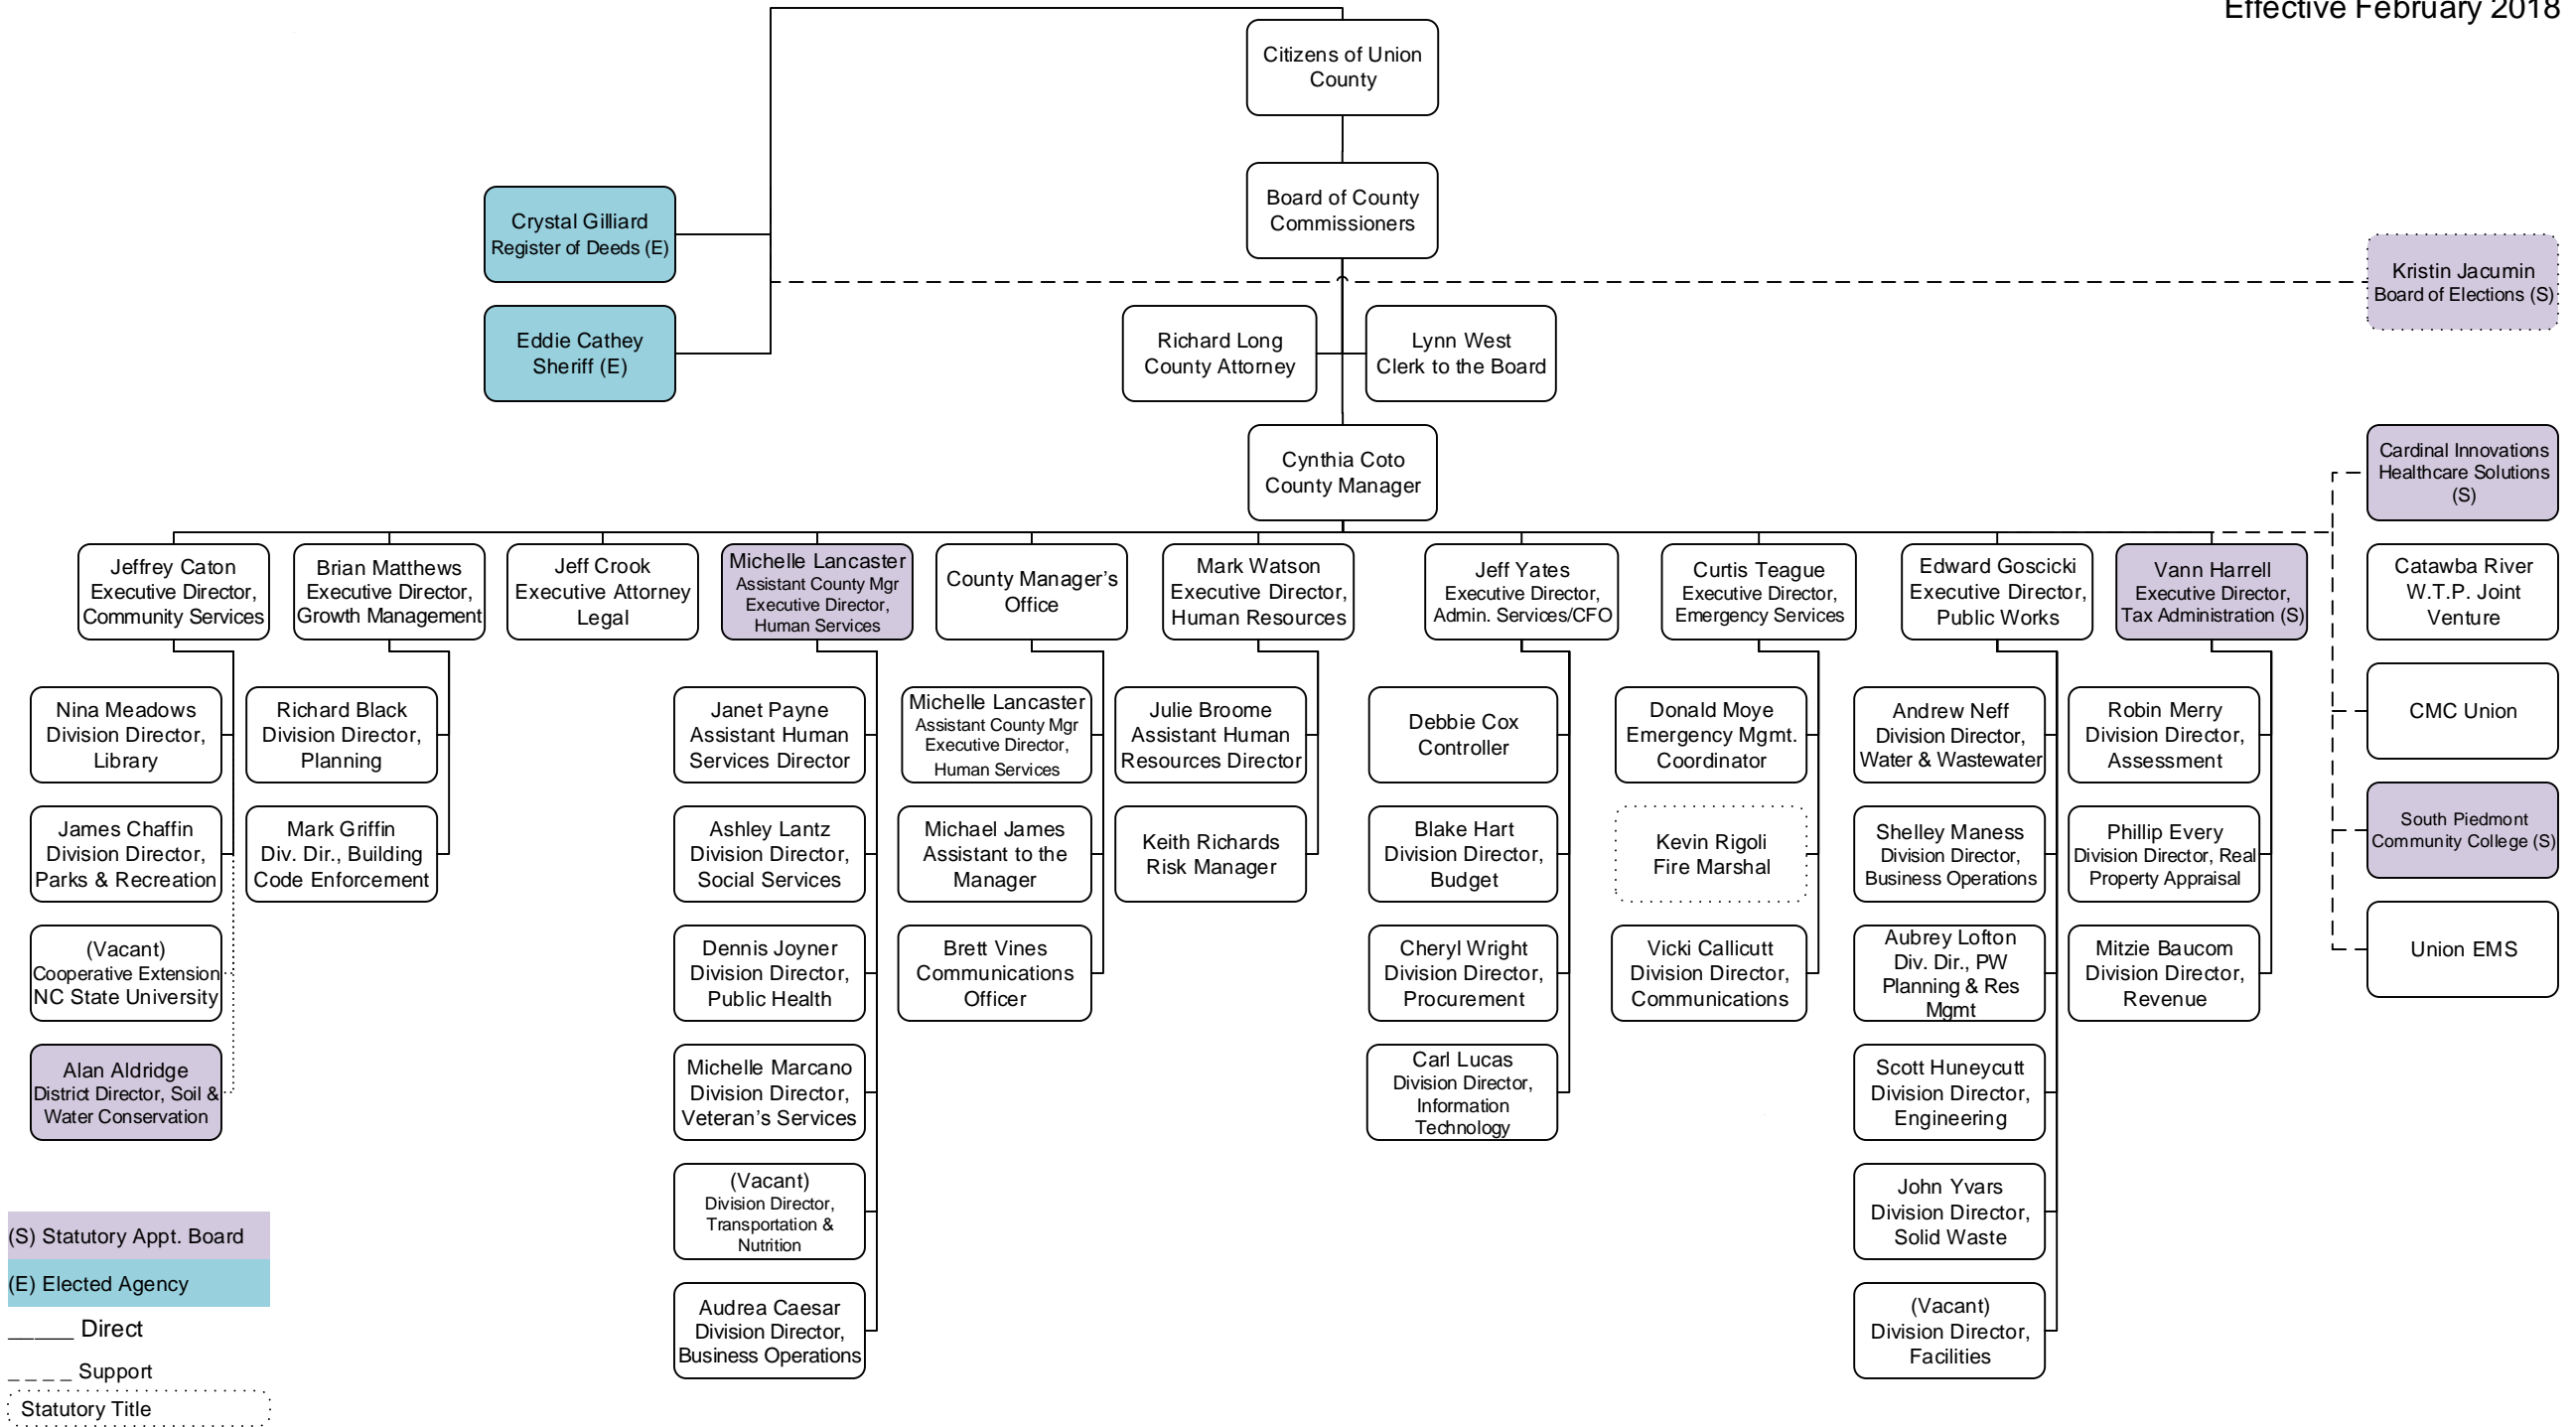 Effective February 2018
Citizens of Union
County
Board of County
Commissioners
Crystal Gilliard
Register of Deeds (E)
Kristin Jacumin
Board of Elections (S)
Eddie Cathey
Sheriff (E)
Richard Long
County Attorney
Lynn West
Clerk to the Board
Cynthia Coto
County Manager
Cardinal Innovations
Healthcare Solutions
(S)
Jeffrey Caton
Executive Director,
Community Services
Brian Matthews
Executive Director,
Growth Management
Jeff Crook
Executive Attorney
Legal
Michelle Lancaster
Assistant County Mgr
Executive Director,
Human Services
County Manager’s
Office
Mark Watson
Executive Director,
Human Resources
Jeff Yates
Executive Director,
Admin. Services/CFO
Curtis Teague
Executive Director,
Emergency Services
Edward Goscicki
Executive Director,
Public Works
Vann Harrell
Executive Director,
Tax Administration (S)
Catawba River
W.T.P. Joint
Venture
Nina Meadows
Division Director,
Library
Richard Black
Division Director,
Planning
Janet Payne
Assistant Human
Services Director
Michelle Lancaster
Assistant County Mgr
Executive Director,
Human Services
Julie Broome
Assistant Human
Resources Director
Debbie Cox
Controller
Donald Moye
Emergency Mgmt.
Coordinator
Andrew Neff
Division Director,
Water & Wastewater
Robin Merry
Division Director,
Assessment
CMC Union
James Chaffin
Division Director,
Parks & Recreation
Mark Griffin
Div. Dir., Building
Code Enforcement
Ashley Lantz
Division Director,
Social Services
Michael James
Assistant to the
Manager
Keith Richards
Risk Manager
Blake Hart
Division Director,
Budget
Kevin Rigoli
Fire Marshal
Shelley Maness
Division Director,
Business Operations
Phillip Every
Division Director, Real
Property Appraisal
South Piedmont
Community College (S)
(Vacant)
Cooperative Extension
NC State University
Dennis Joyner
Division Director,
Public Health
Brett Vines
Communications
Officer
Cheryl Wright
Division Director,
Procurement
Vicki Callicutt
Division Director,
Communications
Aubrey Lofton
Div. Dir., PW
Planning & Res
Mgmt
Mitzie Baucom
Division Director,
Revenue
Union EMS
Alan Aldridge
District Director, Soil &
Water Conservation
Michelle Marcano
Division Director,
Veteran’s Services
Carl Lucas
Division Director,
Information
Technology
Scott Huneycutt
Division Director,
Engineering
(Vacant)
Division Director,
Transportation &
Nutrition
John Yvars
Division Director,
Solid Waste
Audrea Caesar
Division Director,
Business Operations
(Vacant)
Division Director,
Facilities
(S) Statutory Appt. Board
(E) Elected Agency
_____ Direct
_ _ _ _ Support
Statutory Title